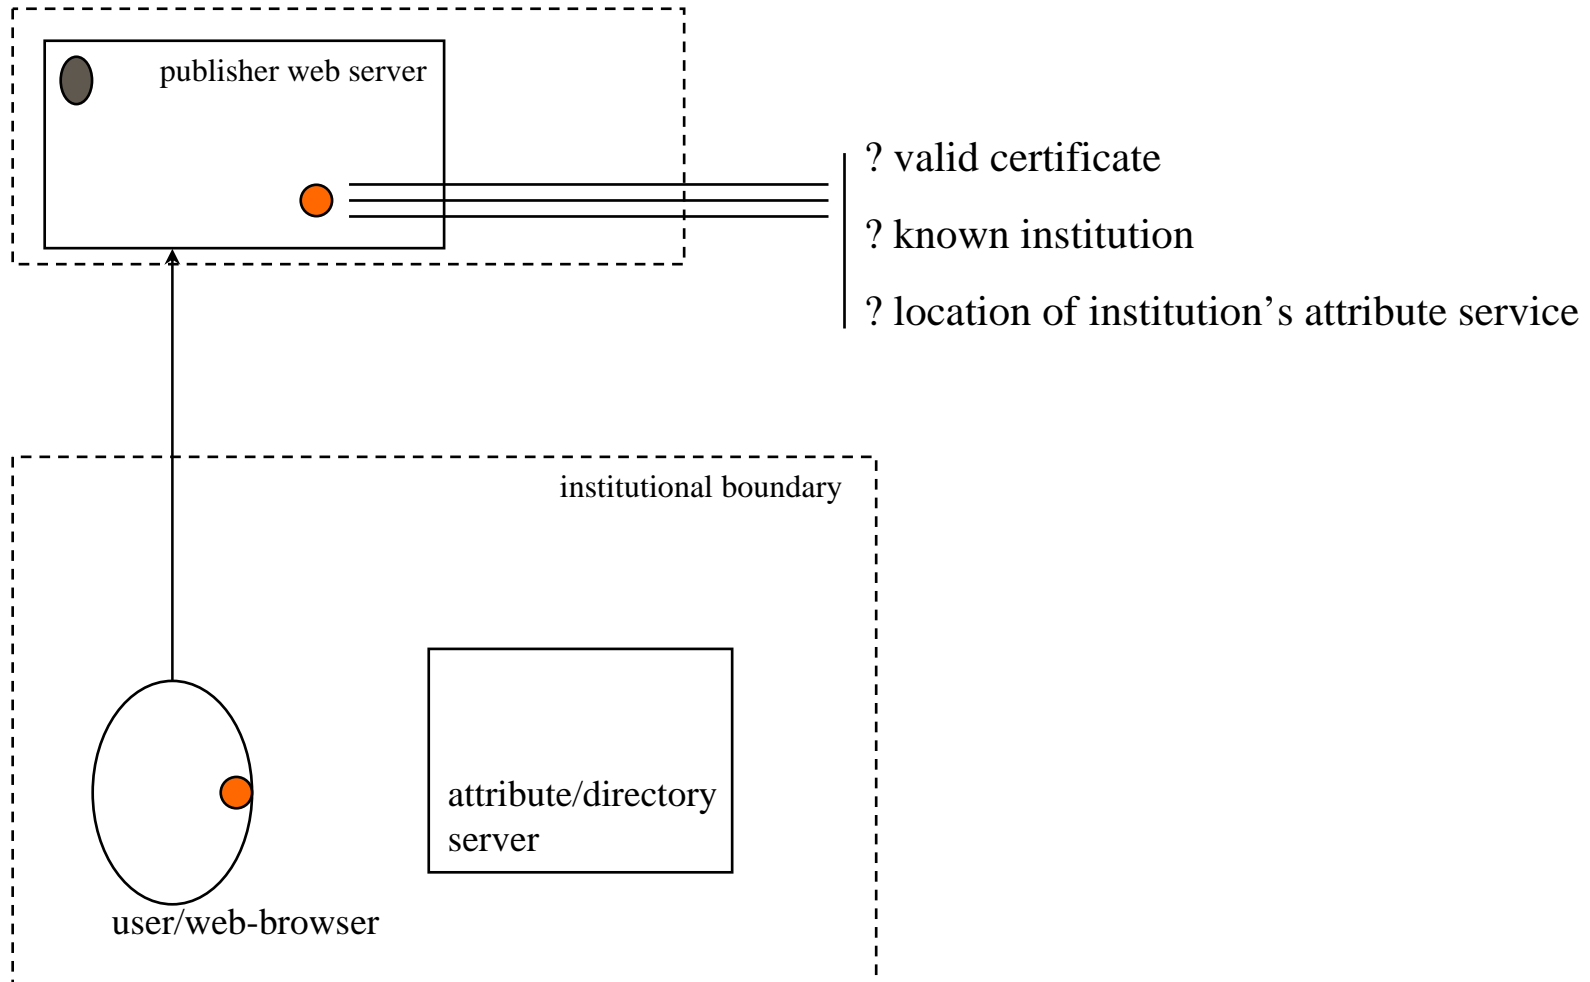 publisher web server
? valid certificate
? known institution
? location of institution’s attribute service
institutional boundary
attribute/directory
server
user/web-browser